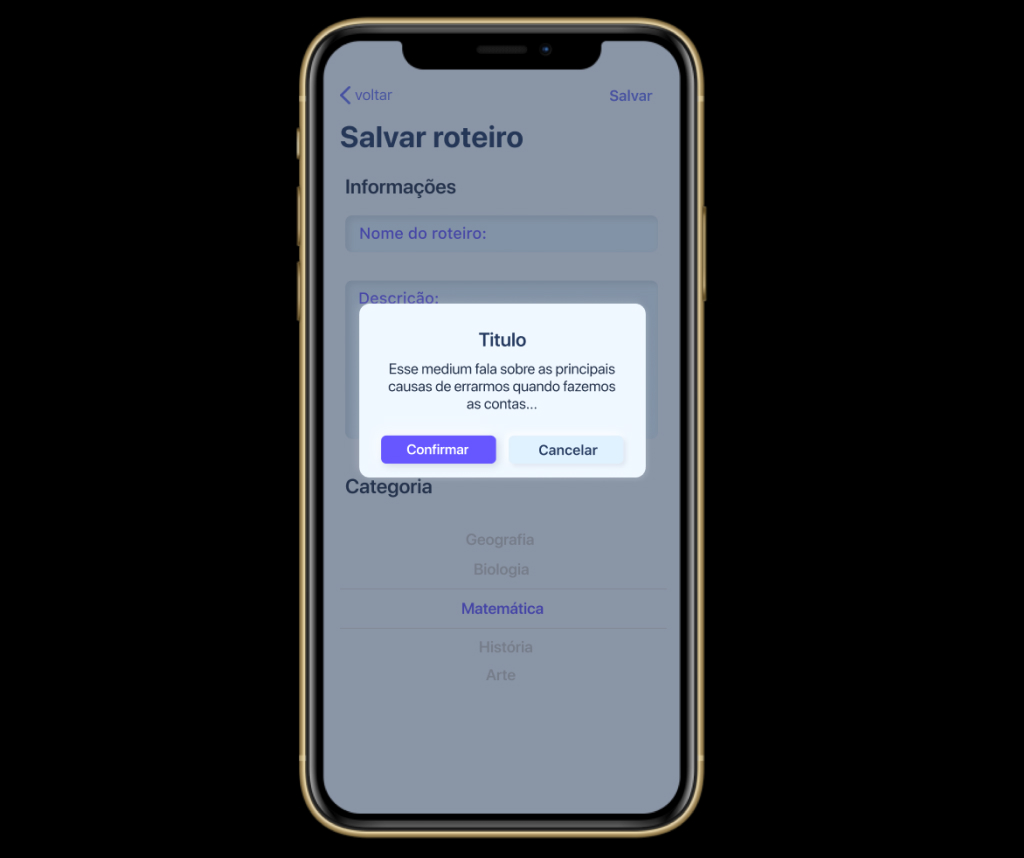 voltar
Salvar
Salvar roteiro
Informações
Nome do roteiro:
Descrição:
Titulo
Esse medium fala sobre as principais
causas de errarmos quando fazemos
as contas...
Confirmar
Cancelar
Categoria
Geografia
Biologia
Matemática
História
Arte